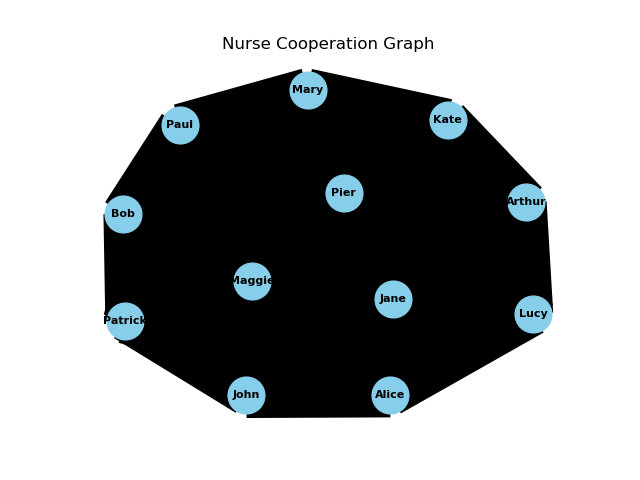 Nurse Cooperation Graph
Mary
Paul
Kate
Pier
Arthur
Bob
Maggie
Jane
Lucy
Patrick
John
Alice